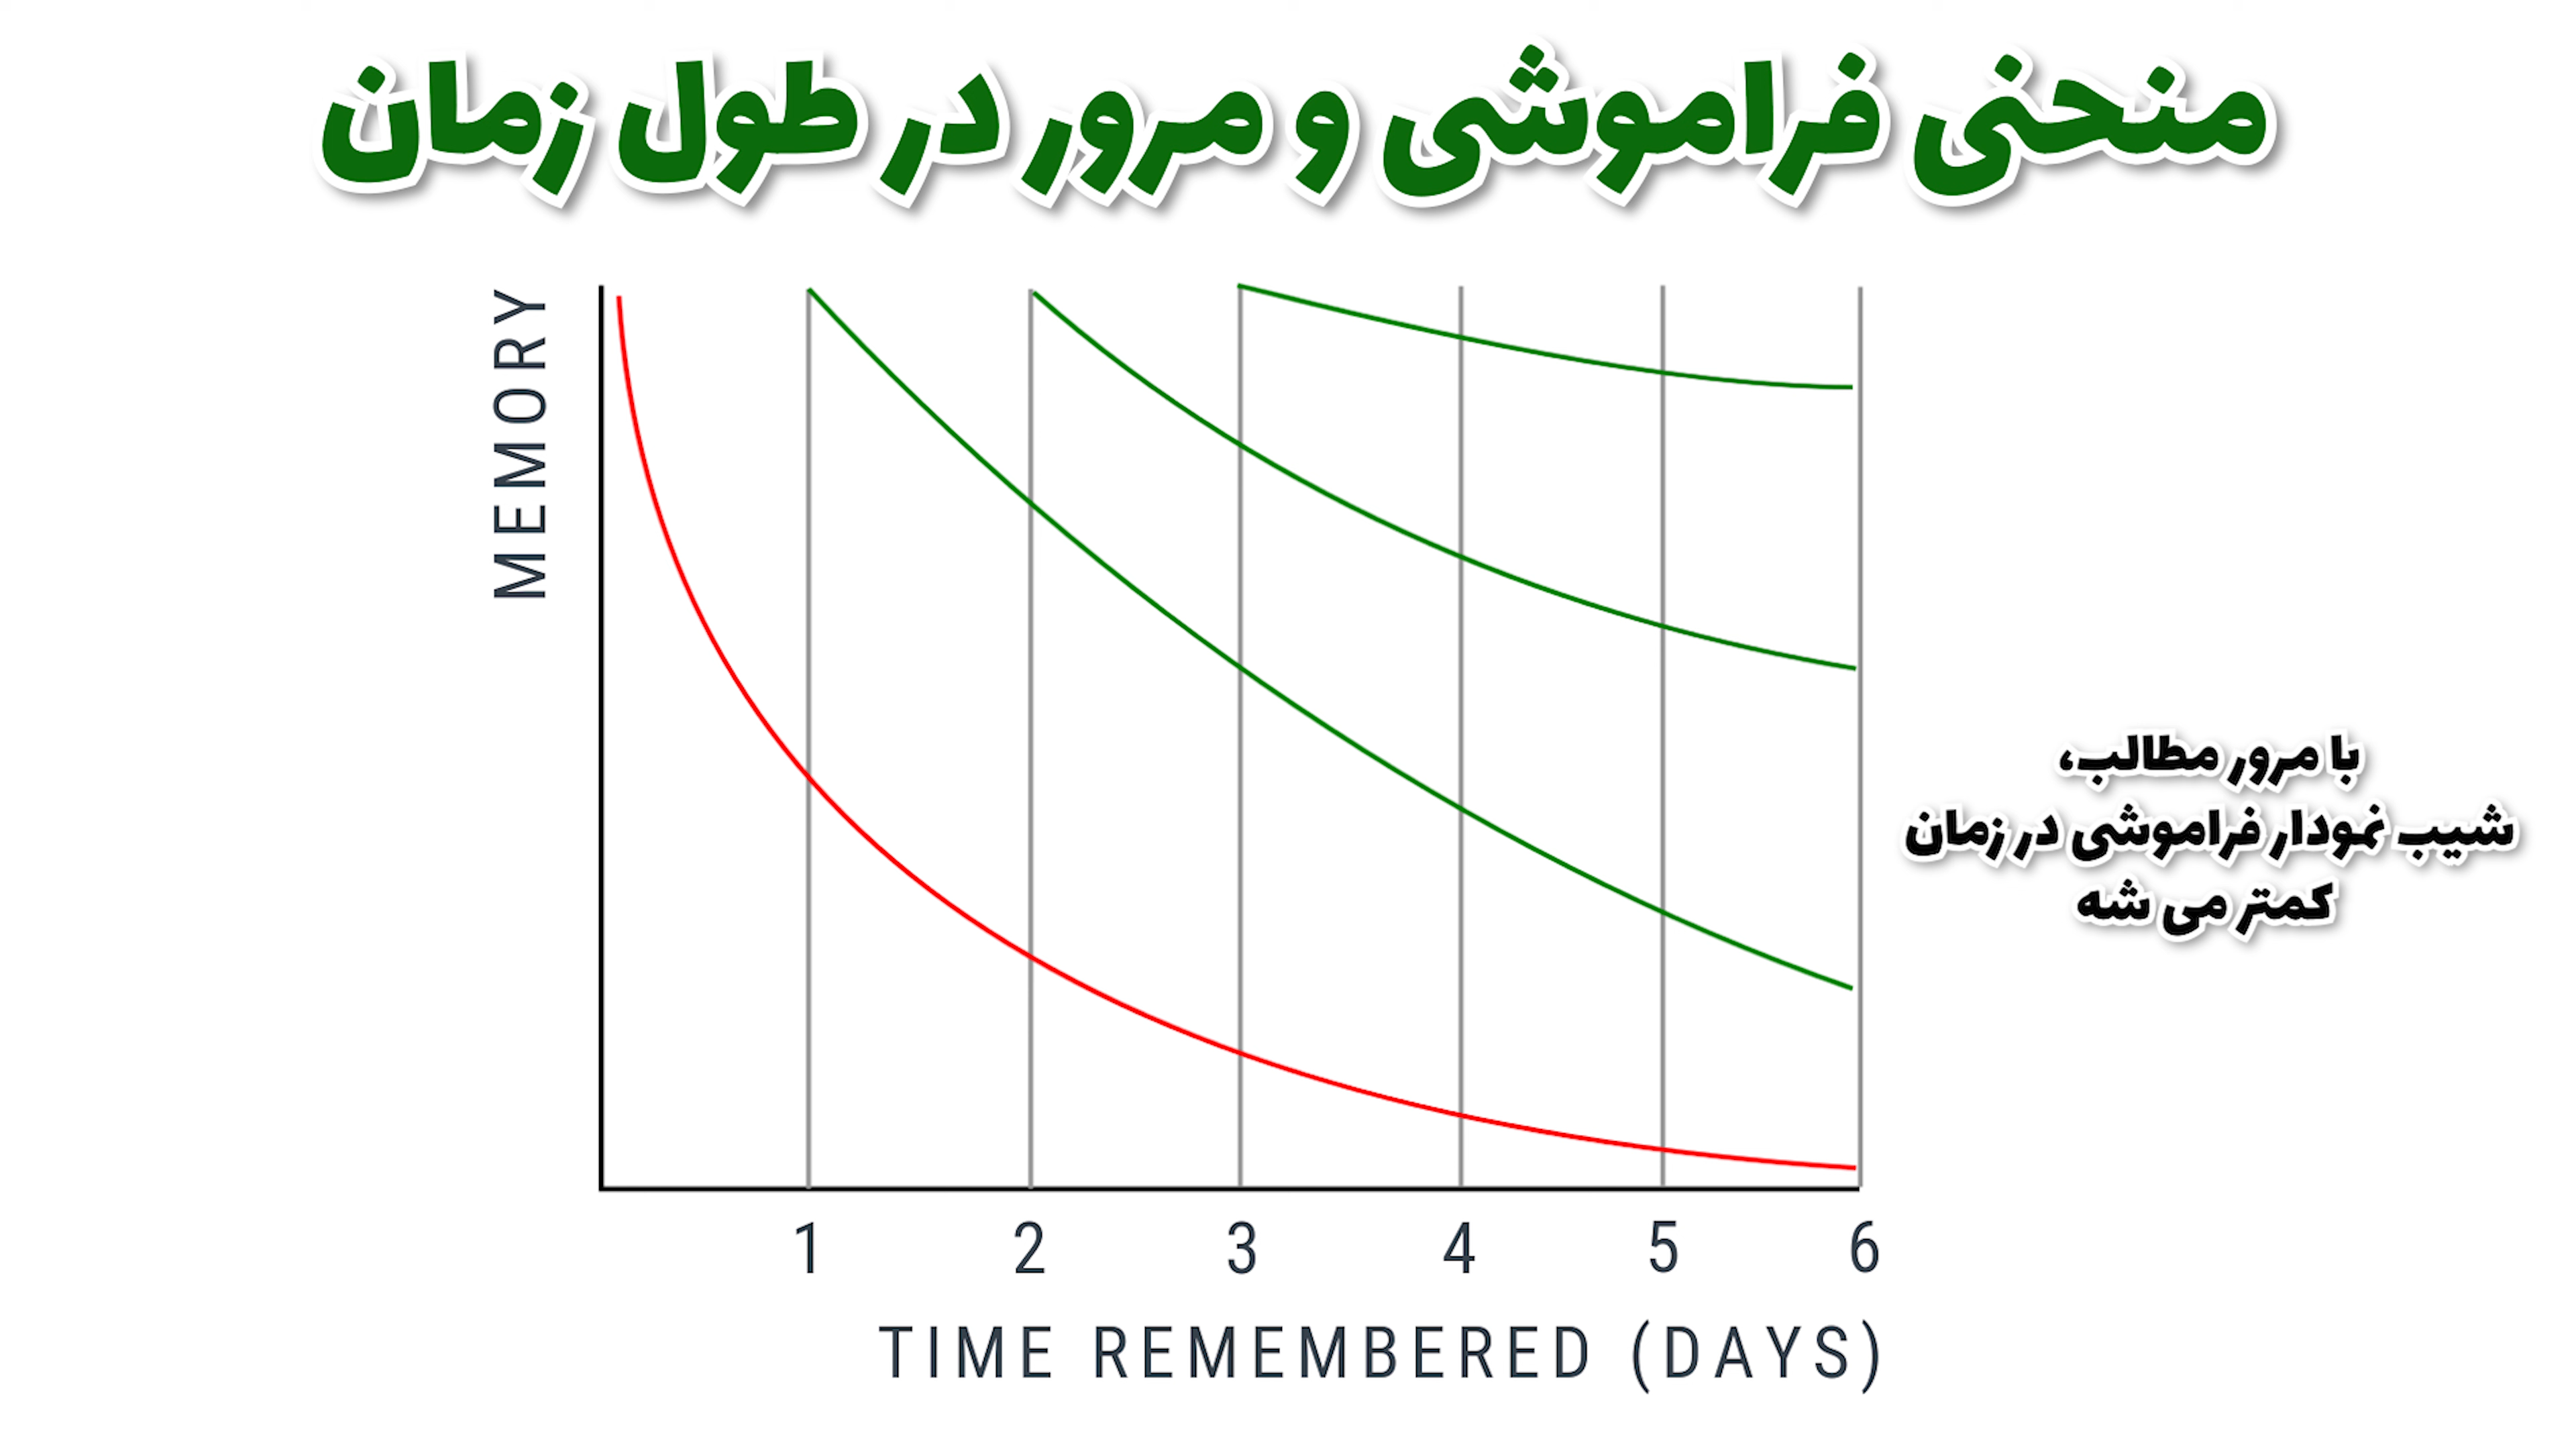 منحنی فراموشی و مرور در طول زمان
MEMORY
با مرور مطالب،
شیب نمودار فراموشی در زمان
کمتر می شه
1 2 3 4 5 6
TIME REMEMBERED (DAYS)